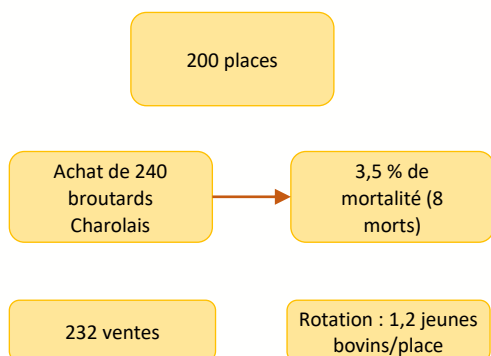 200 places
Achat de 240
broutards
Charolais
3,5 % de
mortalité (8
morts)
232 ventes
Rotation : 1,2 jeunes
bovins/place